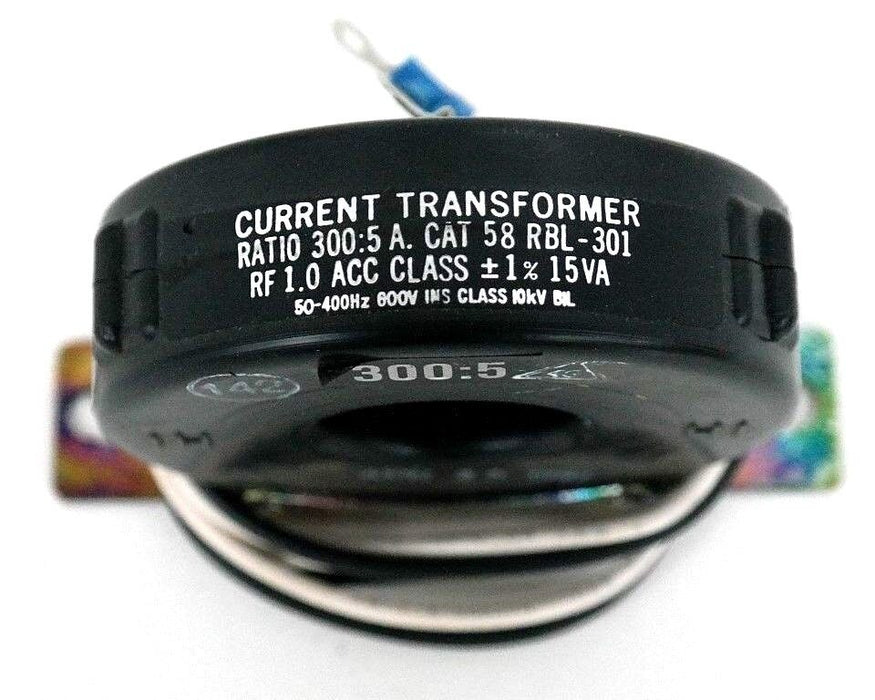 CURRENT TRANSFORMER
RATIO 300:5 A. CAT 58 RBL-301
RF 1.0 ACC CLASS ±1% 15VA
50-400Hz 600V INS CLASS 10kV BIL
300:5
142